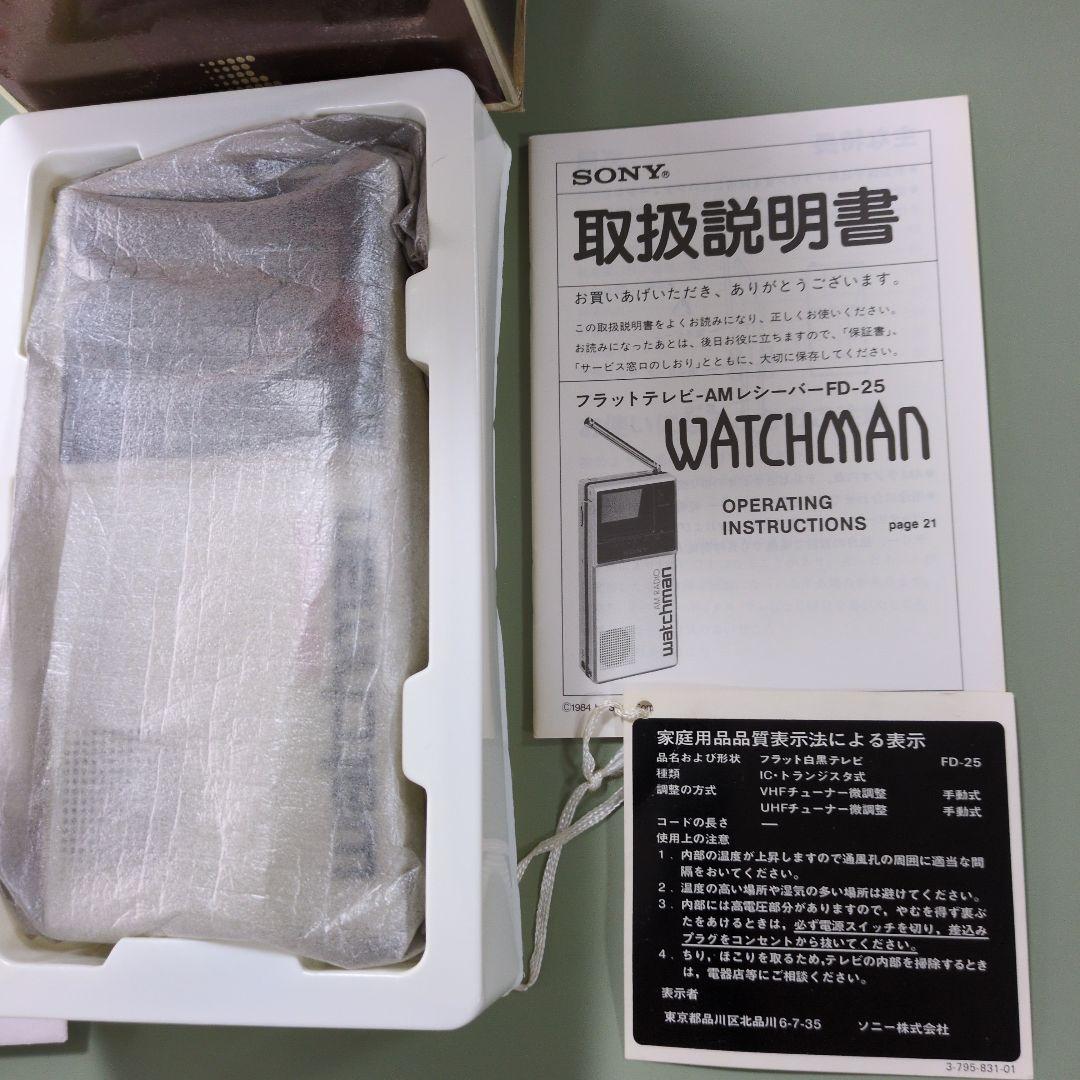 SONY®
取扱説明書
お買いあげいただき、ありがとうございます。
この取扱説明書をよくお読みになり、正しくお使いください。
お読みになったあとは、後日お役に立ちますので、「保証書」、
「サービス窓口のしおり」とともに、大切に保存してください。
フラットテレビ-AMレシーバーFD-25
WATCHMAN
OPERATING
INSTRUCTIONS page 21
AM RADIO
watchman
©1984
家庭用品品質表示法による表示
品名および形状 フラット白黒テレビ FD-25
種類 IC・トランジスタ式
調整の方式 VHFチューナー微調整 手動式
UHFチューナー微調整 手動式
コードの長さ —
使用上の注意
1. 内部の温度が上昇しますので通風孔の周囲に適当な間
隔をおいてください。
2. 温度の高い場所や湿気の多い場所は避けてください。
3. 内部には高電圧部分がありますので,やむを得ず裏ぶ
たをあけるときは,必ず電源スイッチを切り,差込み
プラグをコンセントから抜いてください。
4. ちり,ほこりを取るため,テレビの内部を掃除するとき
は,電器店等にご相談ください。
表示者
東京都品川区北品川6-7-35 ソニー株式会社
3-795-831-01